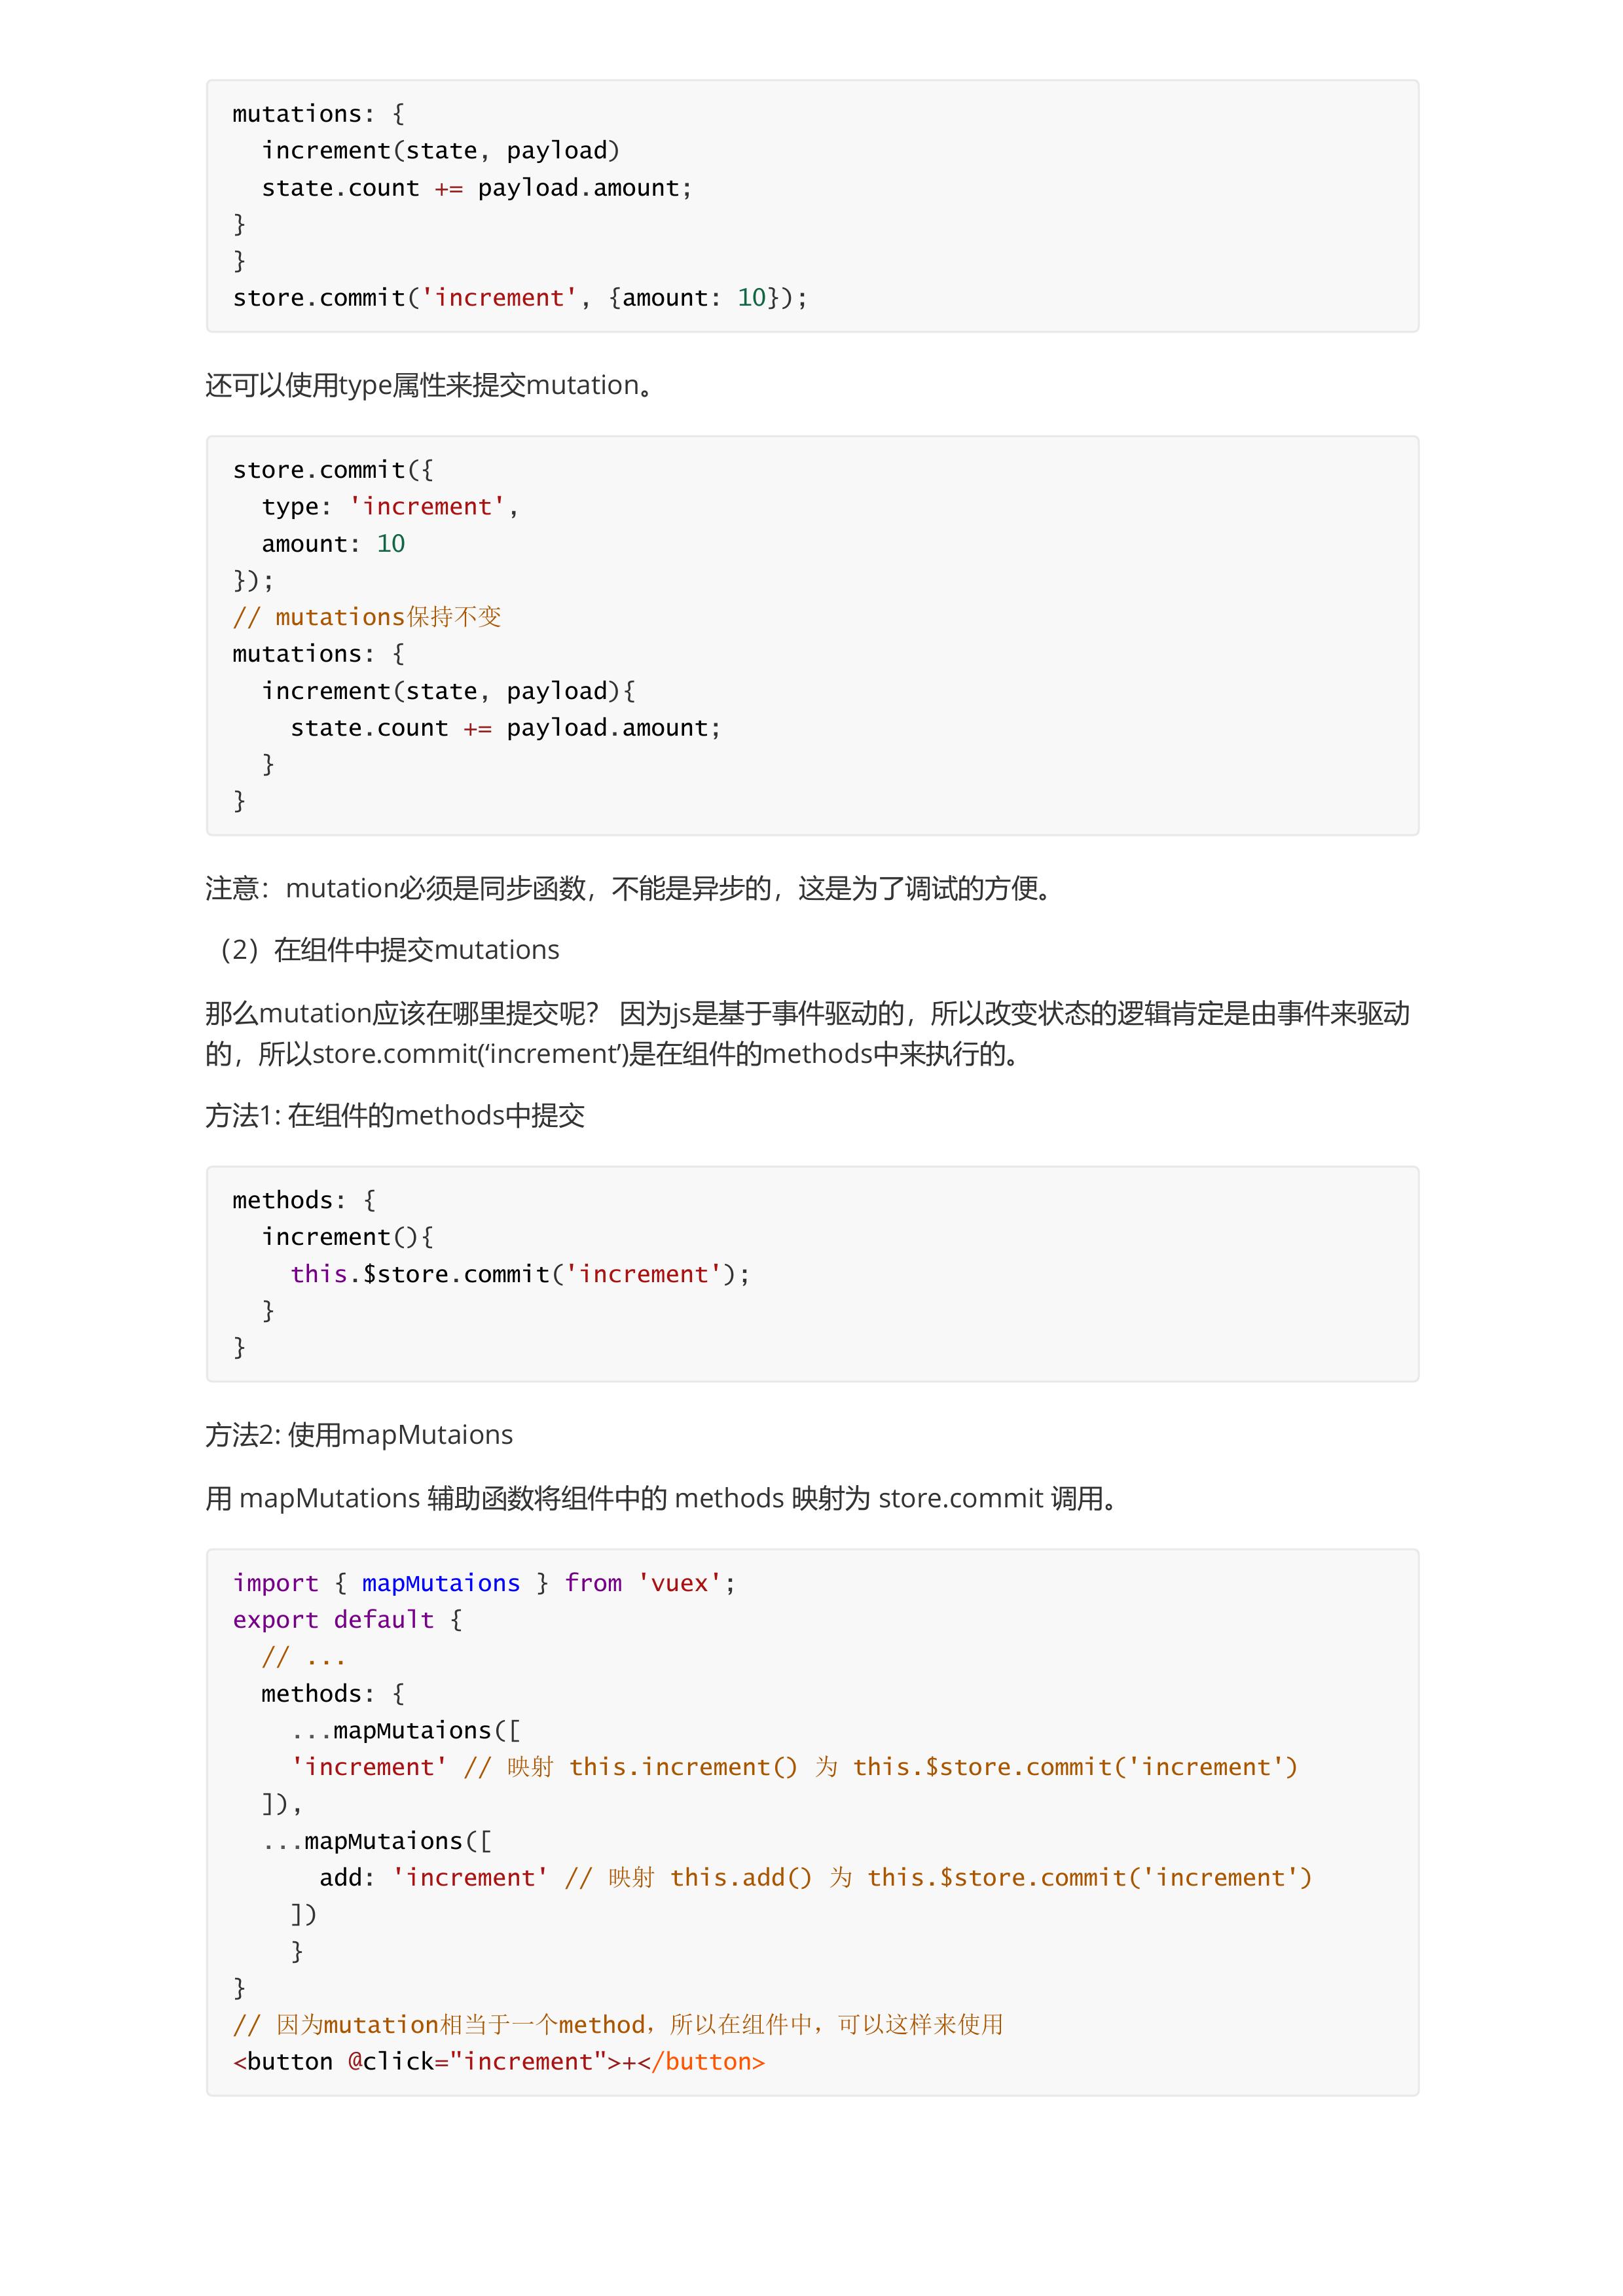 mutations: {
  increment(state, payload)
  state.count += payload.amount;
}
}
store.commit('increment', {amount: 10});
还可以使用type属性来提交mutation。
store.commit({
  type: 'increment',
  amount: 10
});
// mutations保持不变
mutations: {
  increment(state, payload){
    state.count += payload.amount;
  }
}
注意：mutation必须是同步函数，不能是异步的，这是为了调试的方便。
（2）在组件中提交mutations
那么mutation应该在哪里提交呢？ 因为js是基于事件驱动的，所以改变状态的逻辑肯定是由事件来驱动
的，所以store.commit(‘increment’)是在组件的methods中来执行的。
方法1: 在组件的methods中提交
methods: {
  increment(){
    this.$store.commit('increment');
  }
}
方法2: 使用mapMutaions
用 mapMutations 辅助函数将组件中的 methods 映射为 store.commit 调用。
import { mapMutaions } from 'vuex';
export default {
  // ...
  methods: {
    ...mapMutaions([
    'increment' // 映射 this.increment() 为 this.$store.commit('increment')
  ]),
  ...mapMutaions([
      add: 'increment' // 映射 this.add() 为 this.$store.commit('increment')
    ])
    }
}
// 因为mutation相当于一个method，所以在组件中，可以这样来使用
<button @click="increment">+</button>